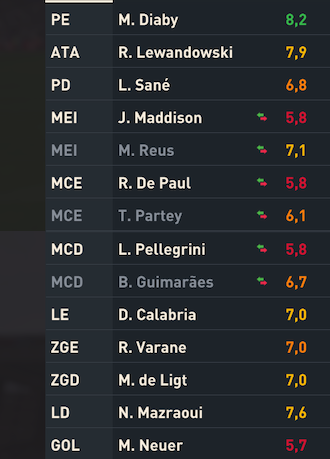 PE M. Diaby 8,2
ATA R. Lewandowski 7,9
PD L. Sané 6,8
MEI J. Maddison 5,8
MEI M. Reus 7,1
MCE R. De Paul 5,8
MCE T. Partey 6,1
MCD L. Pellegrini 5,8
MCD B. Guimarães 6,7
LE D. Calabria 7,0
ZGE R. Varane 7,0
ZGD M. de Ligt 7,0
LD N. Mazraoui 7,6
GOL M. Neuer 5,7